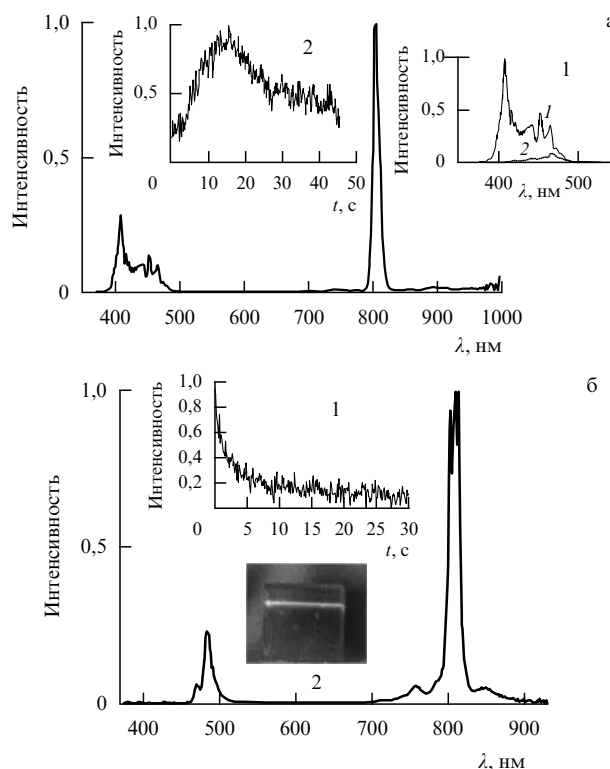 а
Интенсивность
1,0
0,5
0
400 500 600 700 800 900 1000
λ, нм
2
Интенсивность
1,0
0,5
0 10 20 30 40 50
t, с
1
Интенсивность
1,0
0,5
0
400 500
λ, нм
1
2
б
Интенсивность
1,0
0,5
0
400 500 600 700 800 900
λ, нм
1
Интенсивность
1,0
0,8
0,6
0,4
0,2
0 5 10 15 20 25 30
t, с
2